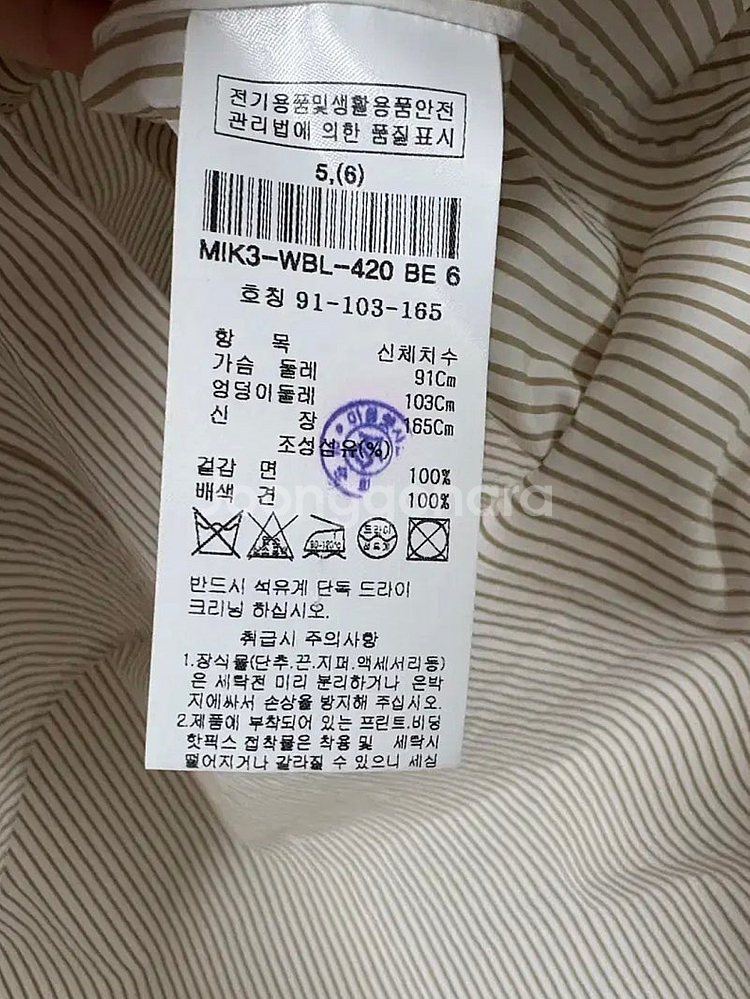 전기용품및생활용품안전
관리법에 의한 품질표시
5,(6)
MIK3-WBL-420 BE 6
호칭 91-103-165
항 목 신체치수
가슴 둘레 91Cm
엉덩이둘레 103Cm
신 장 165Cm
조성섬유(%)
겉감 면 100%
배색 견 100%
joonggonara
80~120℃
드라이
석유계
반드시 석유계 단독 드라이
크리닝 하십시오.
취급시 주의사항
1.장식물(단추.끈.지퍼.액세서리등)
은 세탁전 미리 분리하거나 은박
지에싸서 손상을 방지해 주십시오.
2.제품에 부착되어 있는 프린트.비딩
핫픽스 접착물은 착용 및 세탁시
떨어지거나 갈라질 수 있으니 세심